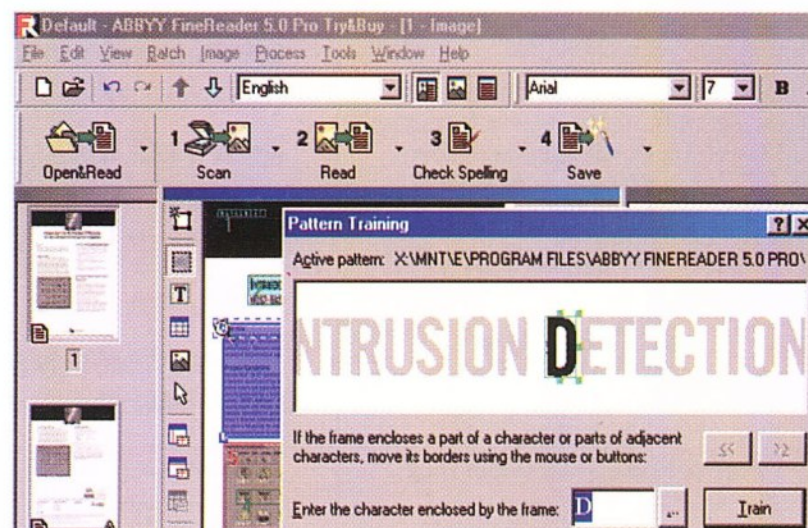 Default - ABBYY FineReader 5.0 Pro Try&Buy - [1 - Image]
File Edit View Batch Image Process Tools Window Help
English Arial 7 B
1 2 3 4
Open&Read Scan Read Check Spelling Save
Pattern Training
Active pattern: X:\MNT\E\PROGRAM FILES\ABBYY FINEREADER 5.0 PRO\
NTRUSION DETECTION
If the frame encloses a part of a character or parts of adjacent
characters, move its borders using the mouse or buttons:
<< >>
Enter the character enclosed by the frame: D ... Train
1